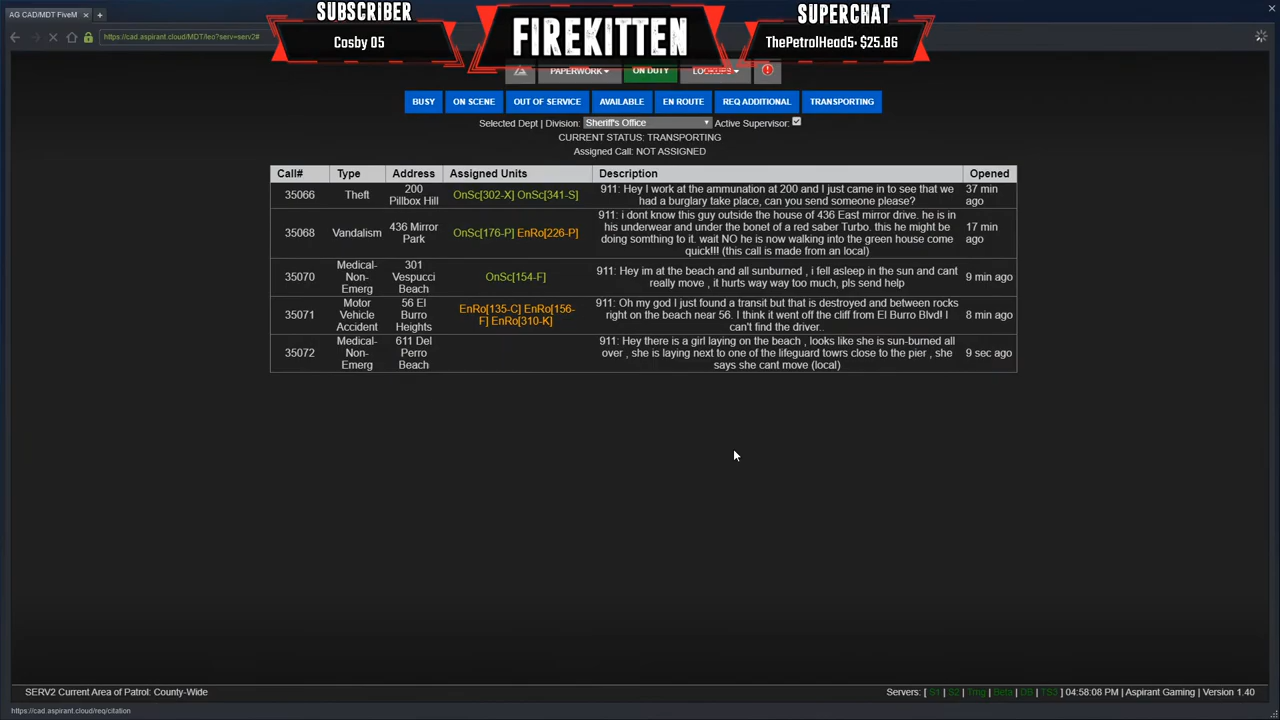 AG CAD/MDT FiveM
SUBSCRIBER
Cosby 05
FIREKITTEN
SUPERCHAT
ThePetrolHead5• $25.86
https://cad.aspirant.cloud/MDT/leo?serv=serv2#
PAPERWORK ON DUTY LOOKUPS
BUSY ON SCENE OUT OF SERVICE AVAILABLE EN ROUTE REQ ADDITIONAL TRANSPORTING
Selected Dept | Division: Sheriff's Office Active Supervisor:
CURRENT STATUS: TRANSPORTING
Assigned Call: NOT ASSIGNED
Call# Type Address Assigned Units Description Opened
35066
Theft
200
Pillbox Hill
OnSc[302-X] OnSc[341-S]
911: Hey I work at the ammunation at 200 and I just came in to see that we
had a burglary take place, can you send someone please?
37 min
ago
35068
Vandalism
436 Mirror
Park
OnSc[176-P] EnRo[226-P]
911: i dont know this guy outside the house of 436 East mirror drive. he is in
his underwear and under the bonet of a red saber Turbo. this he might be
doing somthing to it. wait NO he is now walking into the green house come
quick!!! (this call is made from an local)
17 min
ago
35070
Medical-
Non-
Emerg
301
Vespucci
Beach
OnSc[154-F]
911: Hey im at the beach and all sunburned , i fell asleep in the sun and cant
really move , it hurts way way too much, pls send help
9 min ago
35071
Motor
Vehicle
Accident
56 El
Burro
Heights
EnRo[135-C] EnRo[156-
F] EnRo[310-K]
911: Oh my god I just found a transit but that is destroyed and between rocks
right on the beach near 56. I think it went off the cliff from El Burro Blvd! I
can't find the driver..
8 min ago
35072
Medical-
Non-
Emerg
611 Del
Perro
Beach
911: Hey there is a girl laying on the beach , looks like she is sun-burned all
over , she is laying next to one of the lifeguard towrs close to the pier , she
says she cant move (local)
9 sec ago
SERV2 Current Area of Patrol: County-Wide
Servers: [ S1 | S2 | Tmg | Beta | DB | TS3 ] 04:58:08 PM | Aspirant Gaming | Version 1.40
https://cad.aspirant.cloud/req/citation